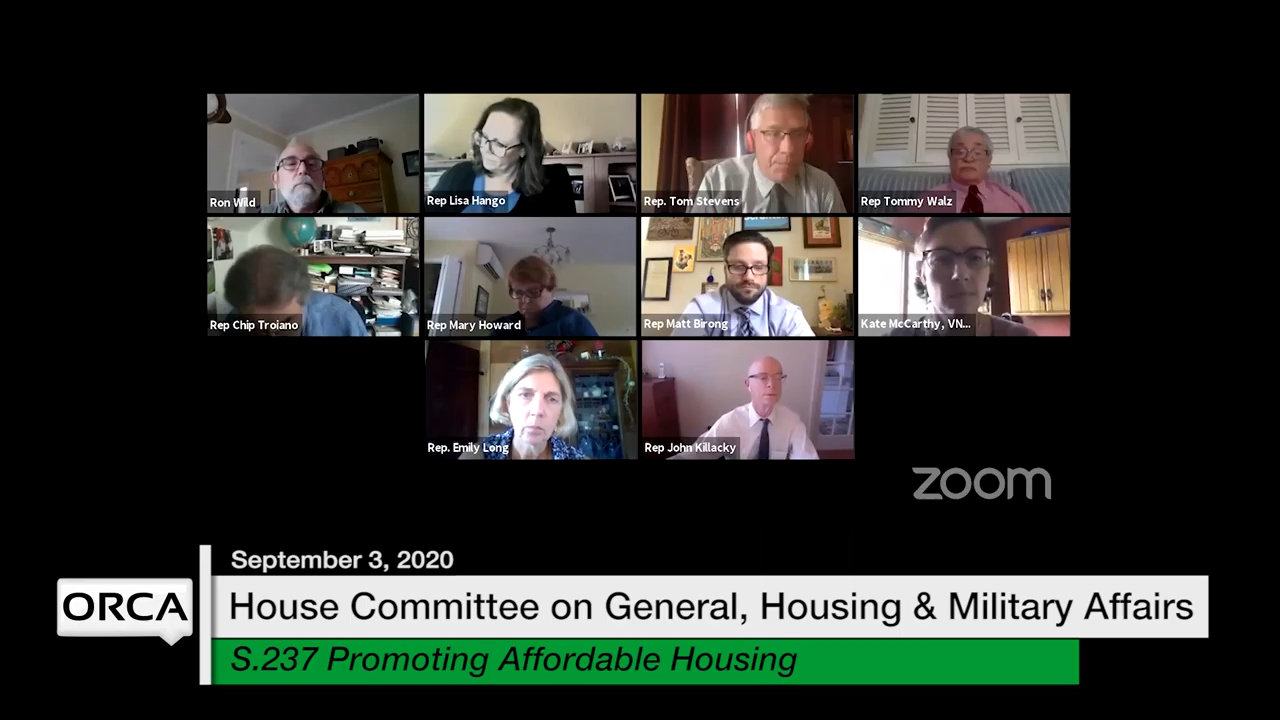 Ron Wild
Rep Lisa Hango
Rep. Tom Stevens
Rep Tommy Walz
Rep Chip Troiano
Rep Mary Howard
Rep Matt Birong
Kate McCarthy, VN...
Rep. Emily Long
Rep John Killacky
zoom
September 3, 2020
ORCA
House Committee on General, Housing & Military Affairs
S.237 Promoting Affordable Housing